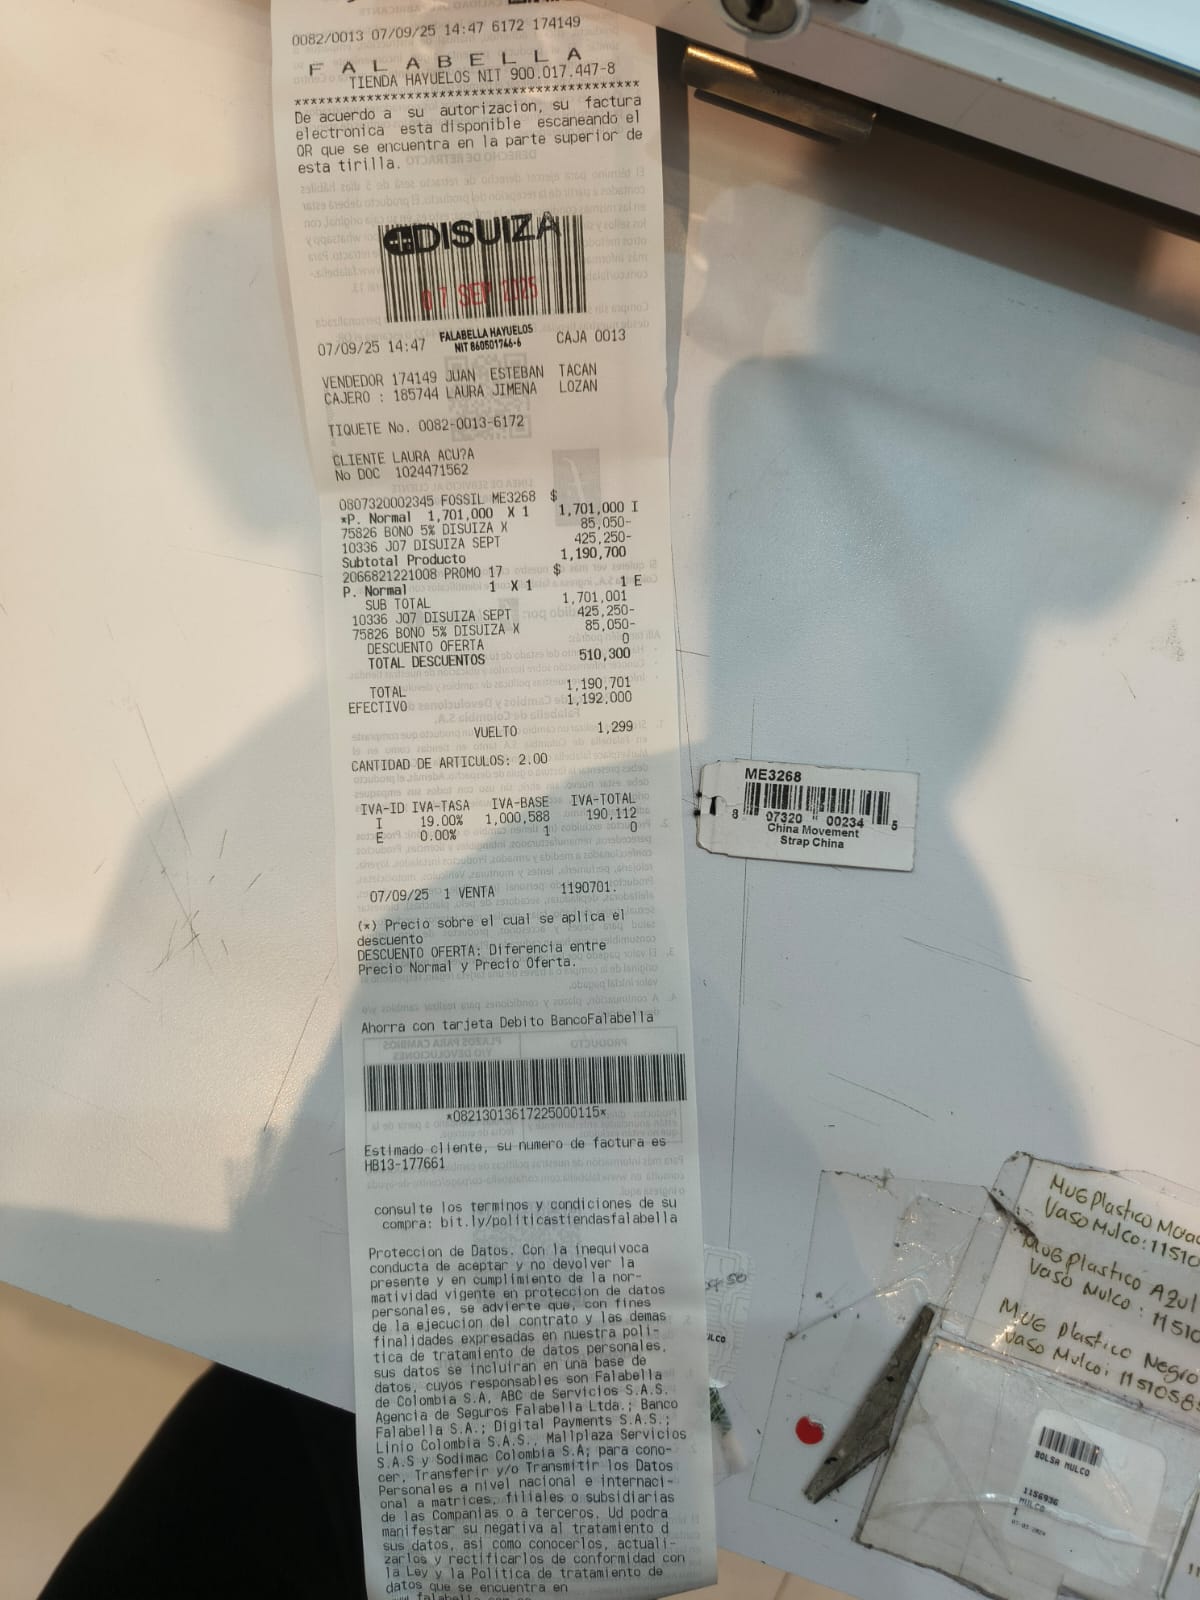 0082/0013 07/09/25 14:47 6172 174149
F A L A B E L L A
TIENDA HAYUELOS NIT 900.017.447-8
****************************************
De acuerdo a su autorizacion, su factura
electronica esta disponible escaneando el
QR que se encuentra en la parte superior de
esta tirilla.
DISUIZA
07 SEP 2025
FALABELLA HAYUELOS
NIT 860501746-6
07/09/25 14:47 CAJA 0013
VENDEDOR 174149 JUAN ESTEBAN TACAN
CAJERO : 185744 LAURA JIMENA LOZAN
TIQUETE No. 0082-0013-6172
CLIENTE LAURA ACU?A
No DOC 1024471562
0807320002345 FOSSIL ME3268 $
*P. Normal 1,701,000 X 1 1,701,000 I
75826 BONO 5% DISUIZA X 85,050-
10336 J07 DISUIZA SEPT 425,250-
Subtotal Producto 1,190,700
2066821221008 PROMO 17 $
P. Normal 1 X 1 1 E
SUB TOTAL 1,701,001
10336 J07 DISUIZA SEPT 425,250-
75826 BONO 5% DISUIZA X 85,050-
DESCUENTO OFERTA 0
TOTAL DESCUENTOS 510,300
TOTAL 1,190,701
EFECTIVO 1,192,000
VUELTO 1,299
CANTIDAD DE ARTICULOS: 2.00
IVA-ID IVA-TASA IVA-BASE IVA-TOTAL
I 19.00% 1,000,588 190,112
E 0.00% 1 0
07/09/25 1 VENTA 1190701.
(*) Precio sobre el cual se aplica el
descuento
DESCUENTO OFERTA: Diferencia entre
Precio Normal y Precio Oferta.
Ahorra con tarjeta Debito BancoFalabella
*08213013617225000115*
Estimado cliente, su numero de factura es
HB13-177661
consulte los terminos y condiciones de su
compra: bit.ly/politicastiendasfalabella
Proteccion de Datos. Con la inequivoca
conducta de aceptar y no devolver la
presente y en cumplimiento de la nor-
matividad vigente en proteccion de datos
personales, se advierte que, con fines
de la ejecucion del contrato y las demas
finalidades expresadas en nuestra poli-
tica de tratamiento de datos personales,
sus datos se incluiran en una base de
datos, cuyos responsables son Falabella
de Colombia S.A, ABC de Servicios S.A.S.
Agencia de Seguros Falabella Ltda.; Banco
Falabella S.A.; Digital Payments S.A.S.;
Linio Colombia S.A.S., Mallplaza Servicios
S.A.S y Sodimac Colombia S.A; para cono-
cer, Transferir y/o Transmitir los Datos
Personales a nivel nacional e internaci-
onal a matrices, filiales o subsidiarias
de las Companias o a terceros. Ud podra
manifestar su negativa al tratamiento d
sus datos, asi como conocerlos, actuali-
zarlos y rectificarlos de conformidad con
la Ley y la Politica de tratamiento de
datos que se encuentra en
ME3268
8 07320 00234 5
China Movement
Strap China
MUG Plastico
Vaso Mulco: 11510
MUG Plastico AZUl
Vaso Mulco: 11510
MUG Plastico Negro
Vaso Mulco: 1151058
BOLSA MULCO
1156936
MULCO
1